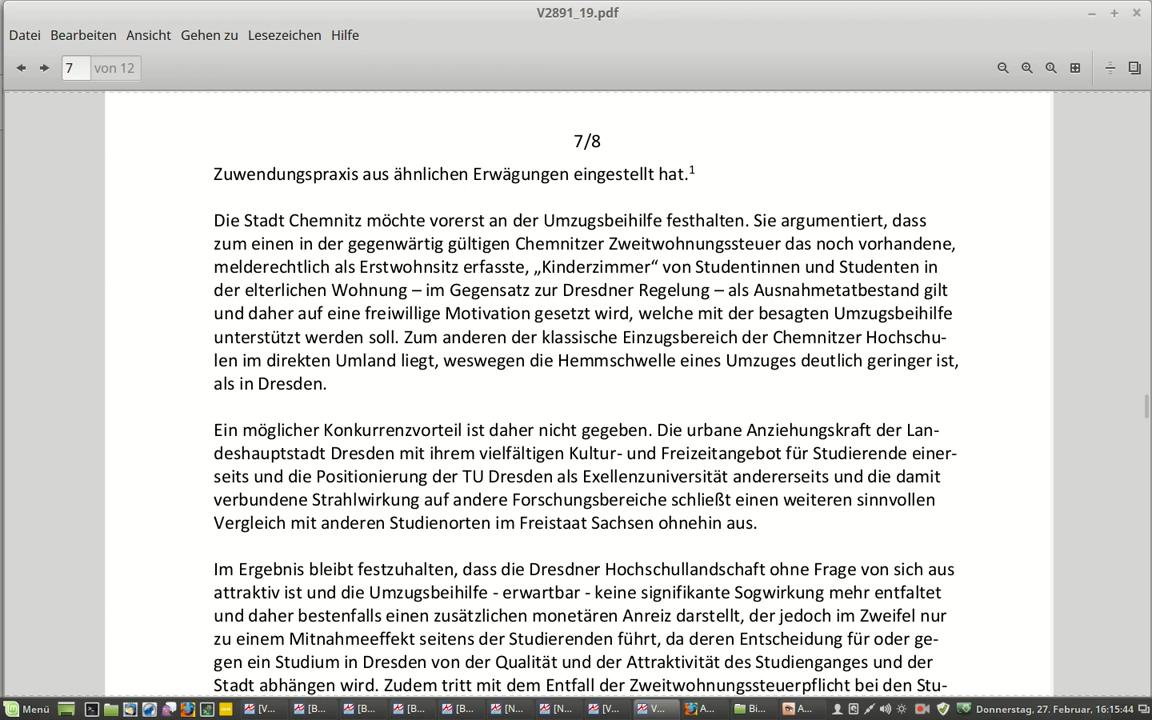 V2891_19.pdf
Datei Bearbeiten Ansicht Gehen zu Lesezeichen Hilfe
7 von 12
7/8
Zuwendungspraxis aus ähnlichen Erwägungen eingestellt hat.¹
Die Stadt Chemnitz möchte vorerst an der Umzugsbeihilfe festhalten. Sie argumentiert, dass
zum einen in der gegenwärtig gültigen Chemnitzer Zweitwohnungssteuer das noch vorhandene,
melderechtlich als Erstwohnsitz erfasste, „Kinderzimmer“ von Studentinnen und Studenten in
der elterlichen Wohnung – im Gegensatz zur Dresdner Regelung – als Ausnahmetatbestand gilt
und daher auf eine freiwillige Motivation gesetzt wird, welche mit der besagten Umzugsbeihilfe
unterstützt werden soll. Zum anderen der klassische Einzugsbereich der Chemnitzer Hochschu-
len im direkten Umland liegt, weswegen die Hemmschwelle eines Umzuges deutlich geringer ist,
als in Dresden.
Ein möglicher Konkurrenzvorteil ist daher nicht gegeben. Die urbane Anziehungskraft der Lan-
deshauptstadt Dresden mit ihrem vielfältigen Kultur- und Freizeitangebot für Studierende einer-
seits und die Positionierung der TU Dresden als Exellenzuniversität andererseits und die damit
verbundene Strahlwirkung auf andere Forschungsbereiche schließt einen weiteren sinnvollen
Vergleich mit anderen Studienorten im Freistaat Sachsen ohnehin aus.
Im Ergebnis bleibt festzuhalten, dass die Dresdner Hochschullandschaft ohne Frage von sich aus
attraktiv ist und die Umzugsbeihilfe - erwartbar - keine signifikante Sogwirkung mehr entfaltet
und daher bestenfalls einen zusätzlichen monetären Anreiz darstellt, der jedoch im Zweifel nur
zu einem Mitnahmeeffekt seitens der Studierenden führt, da deren Entscheidung für oder ge-
gen ein Studium in Dresden von der Qualität und der Attraktivität des Studienganges und der
Stadt abhängen wird. Zudem tritt mit dem Entfall der Zweitwohnungssteuerpflicht bei den Stu-
Menü [V... [B... [B... [B... [B... [N... [N... [V... V... A... Bi... A... Donnerstag, 27. Februar, 16:15:44